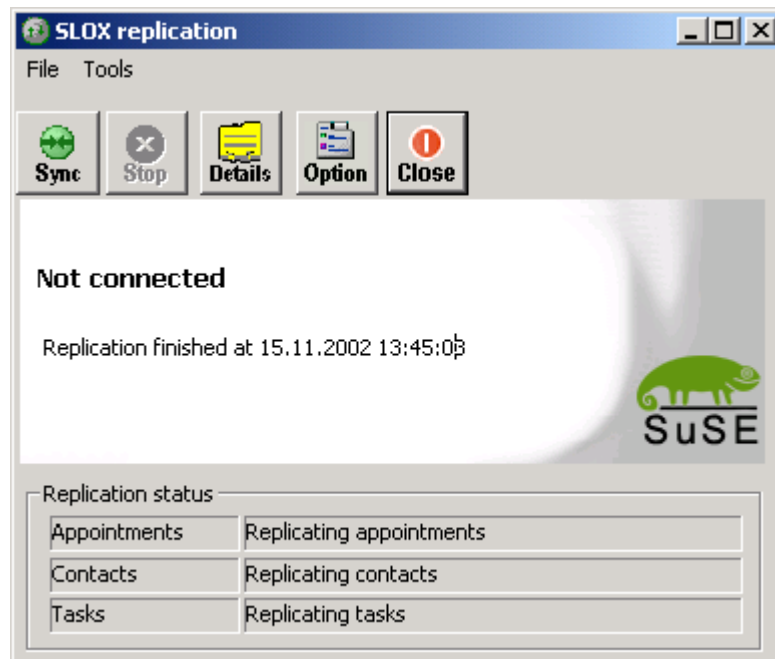 SLOX replication
File Tools
Sync Stop Details Option Close
Not connected
Replication finished at 15.11.2002 13:45:03
SuSE
Replication status
Appointments Replicating appointments
Contacts Replicating contacts
Tasks Replicating tasks